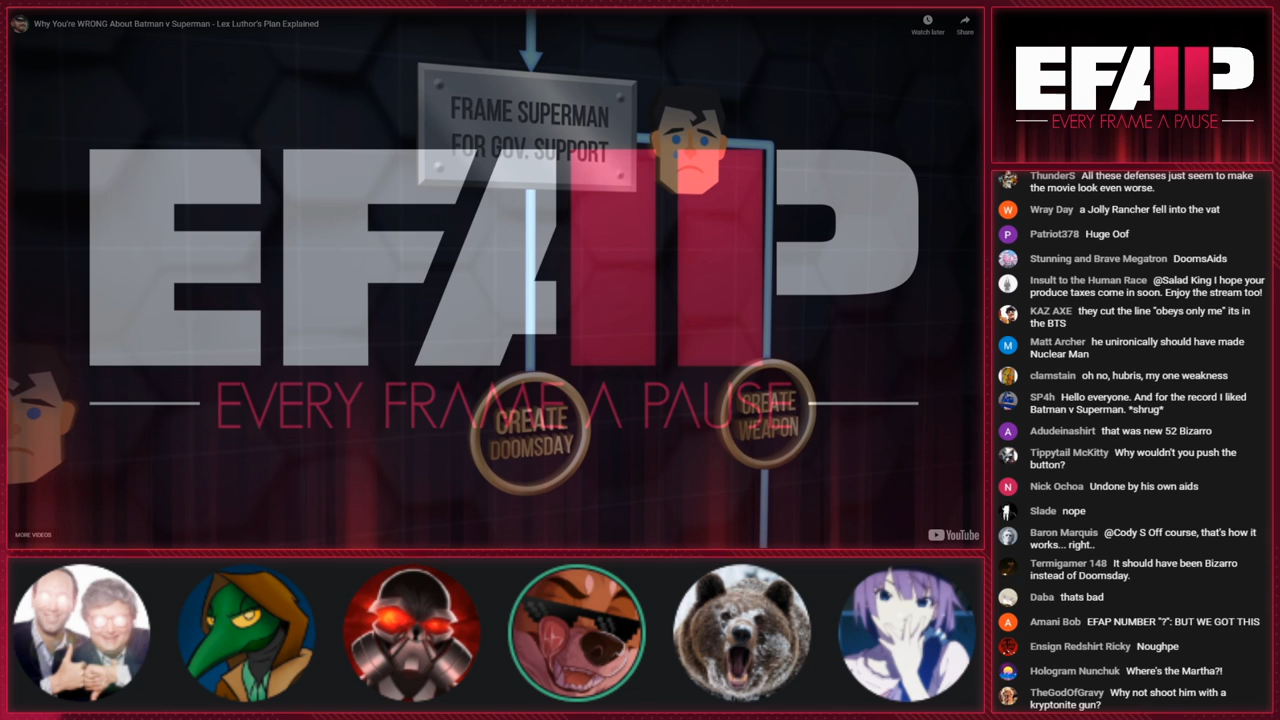 Why You're WRONG About Batman v Superman - Lex Luthor's Plan Explained
Watch later
Share
FRAME SUPERMAN
FOR GOV. SUPPORT
EFAP
EVERY FRAME A PAUSE
CREATE
DOOMSDAY
CREATE
WEAPON
MORE VIDEOS
YouTube
EFAP
EVERY FRAME A PAUSE
ThunderS All these defenses just seem to make
the movie look even worse.
W
Wray Day a Jolly Rancher fell into the vat
P
Patriot378 Huge Oof
Stunning and Brave Megatron DoomsAids
Insult to the Human Race @Salad King I hope your
produce taxes come in soon. Enjoy the stream too!
KAZ AXE they cut the line "obeys only me" its in
the BTS
M
Matt Archer he unironically should have made
Nuclear Man
clamstain oh no, hubris, my one weakness
SP4h Hello everyone. And for the record I liked
Batman v Superman. *shrug*
A
Adudeinashirt that was new 52 Bizarro
Tippytail McKitty Why wouldn't you push the
button?
N
Nick Ochoa Undone by his own aids
Slade nope
Baron Marquis @Cody S Off course, that's how it
works... right..
Termigamer 148 It should have been Bizarro
instead of Doomsday.
Daba thats bad
A
Amani Bob EFAP NUMBER "?": BUT WE GOT THIS
Ensign Redshirt Ricky Noughpe
Hologram Nunchuk Where's the Martha?!
TheGodOfGravy Why not shoot him with a
kryptonite gun?